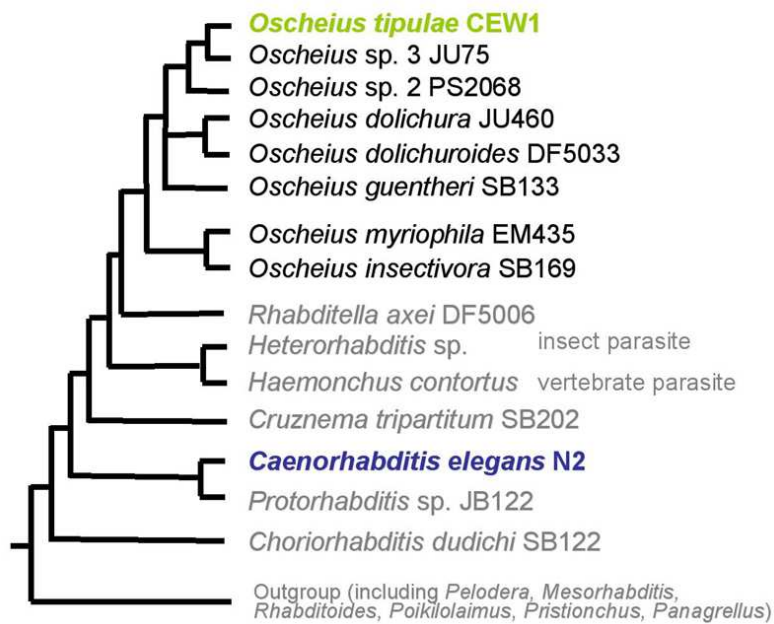 Oscheius tipulae CEW1
Oscheius sp. 3 JU75
Oscheius sp. 2 PS2068
Oscheius dolichura JU460
Oscheius dolichuroides DF5033
Oscheius guentheri SB133
Oscheius myriophila EM435
Oscheius insectivora SB169
Rhabditella axei DF5006
Heterorhabditis sp. insect parasite
Haemonchus contortus vertebrate parasite
Cruznema tripartitum SB202
Caenorhabditis elegans N2
Protorhabditis sp. JB122
Choriorhabditis dudichi SB122
Outgroup (including Pelodera, Mesorhabditis,
Rhabditoides, Poikilolaimus, Pristionchus, Panagrellus)